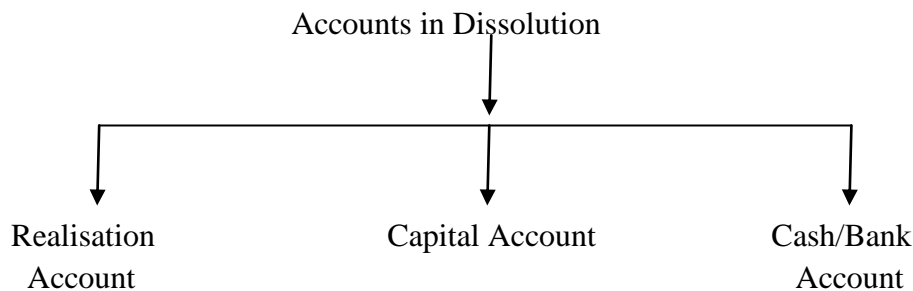 Accounts in Dissolution
Realisation
Account
Capital Account
Cash/Bank
Account